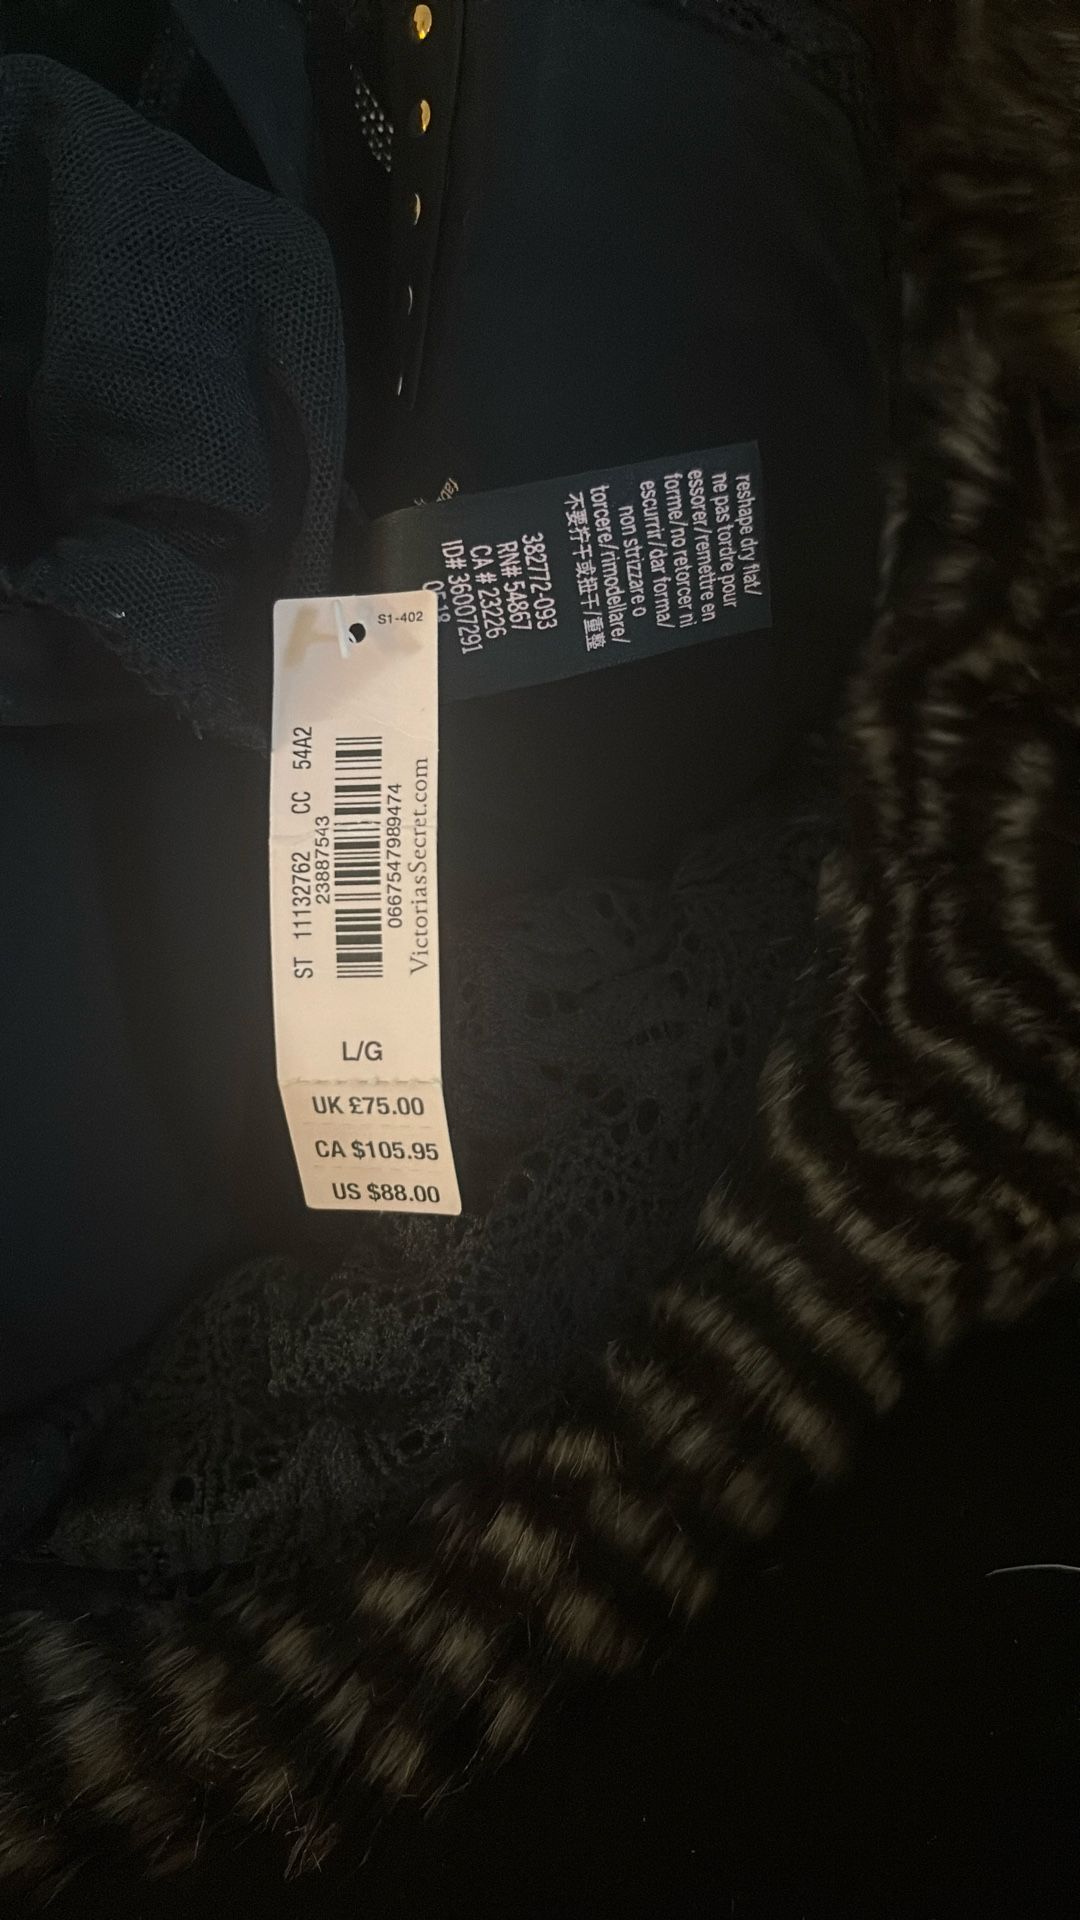 reshape dry flat/
ne pas tordre pour
essorer/remettre en
forme/no retorcer ni
escurrir/dar forma/
non strizzare o
torcere/rimodellare/
不要拧干或扭干/重整
382772-093
RN# 54867
CA # 23226
ID# 36007291
S1-402
ST 11132762 CC 54A2
23887543
0667547989474
VictoriasSecret.com
L/G
UK £75.00
CA $105.95
US $88.00